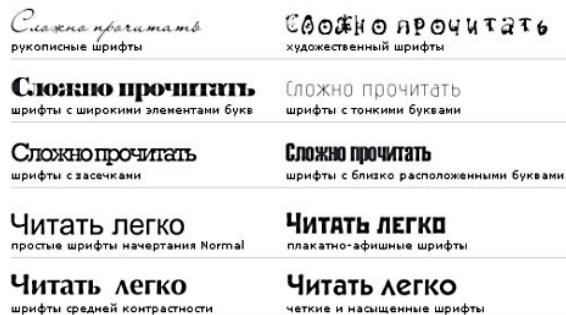 Сложно прочитать
рукописные шрифты
Сложно прочитать
художественный шрифты
Сложно прочитать
шрифты с широкими элементами букв
Сложно прочитать
шрифты с тонкими буквами
Сложно прочитать
шрифты с засечками
Сложно прочитать
шрифты с близко расположенными буквами
Читать легко
простые шрифты начертания Normal
Читать легко
плакатно-афишные шрифты
Читать легко
шрифты средней контрастности
Читать легко
четкие и насыщенные шрифты